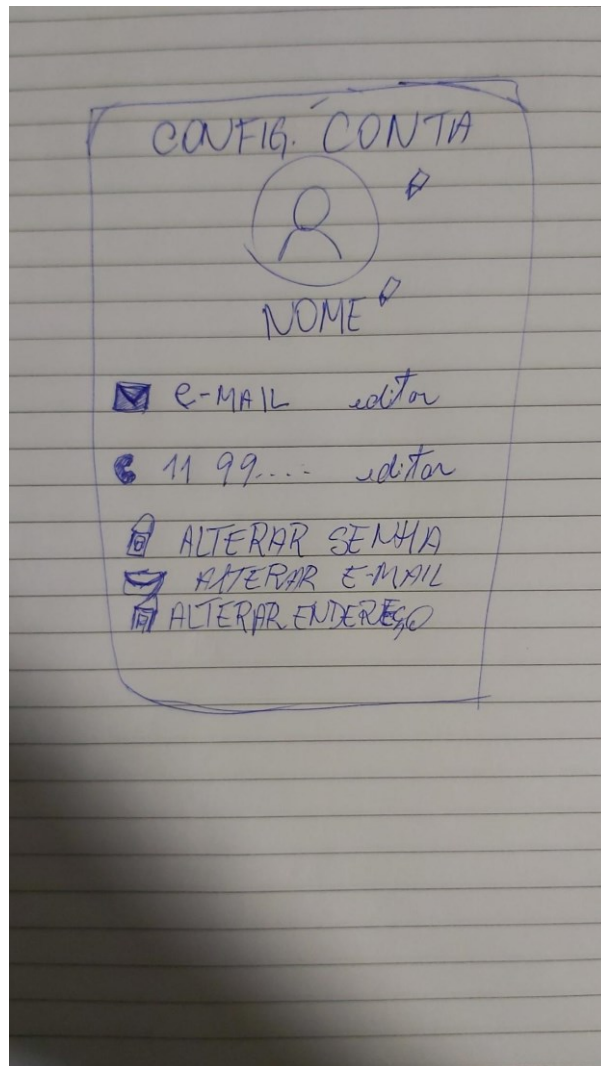 CONFIG. CONTA
NOME
e-MAIL editar
11 99....
editar
ALTERAR SENHA
ALTERAR E-MAIL
ALTERAR ENDEREÇO